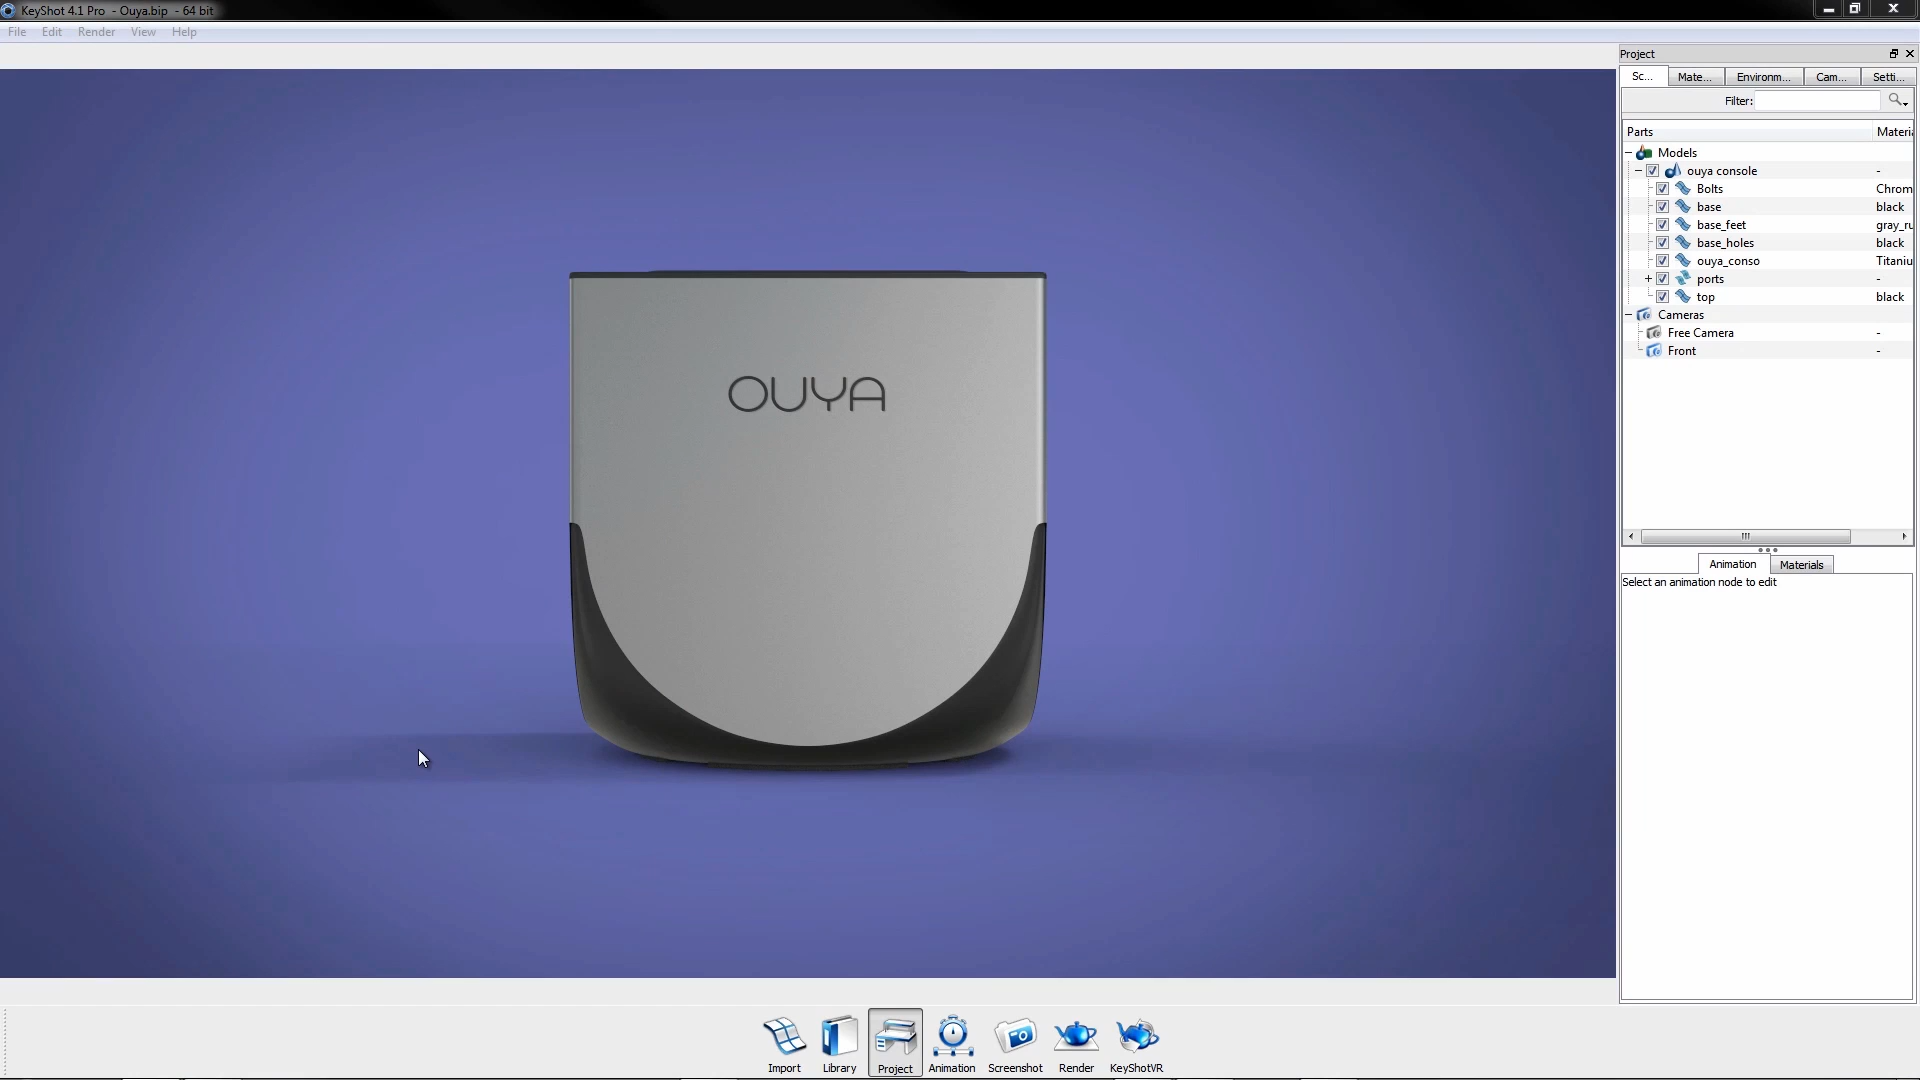 KeyShot 4.1 Pro - Ouya.bip - 64 bit
File Edit Render View Help
Project
Sc... Mate... Environm... Cam... Setti...
Filter:
Parts Materi
Models
ouya console -
Bolts Chrom
base black
base_feet gray_ru
base_holes black
ouya_conso Titaniu
ports -
top black
Cameras
Free Camera -
Front -
OUYA
Animation Materials
Select an animation node to edit
Import Library Project Animation Screenshot Render KeyShotVR